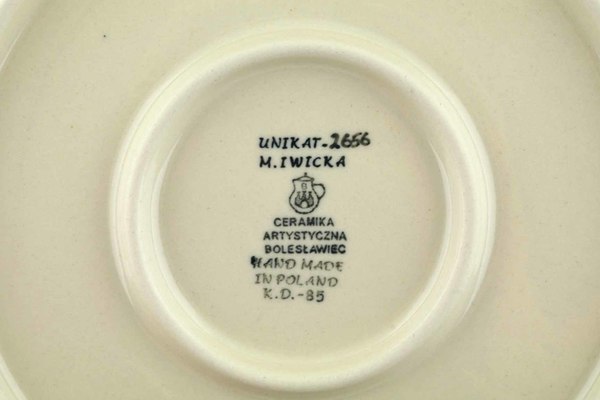 UNIKAT-2656
M.IWICKA
B
CERAMIKA
ARTYSTYCZNA
BOLESŁAWIEC
HAND MADE
IN POLAND
K.D.-85